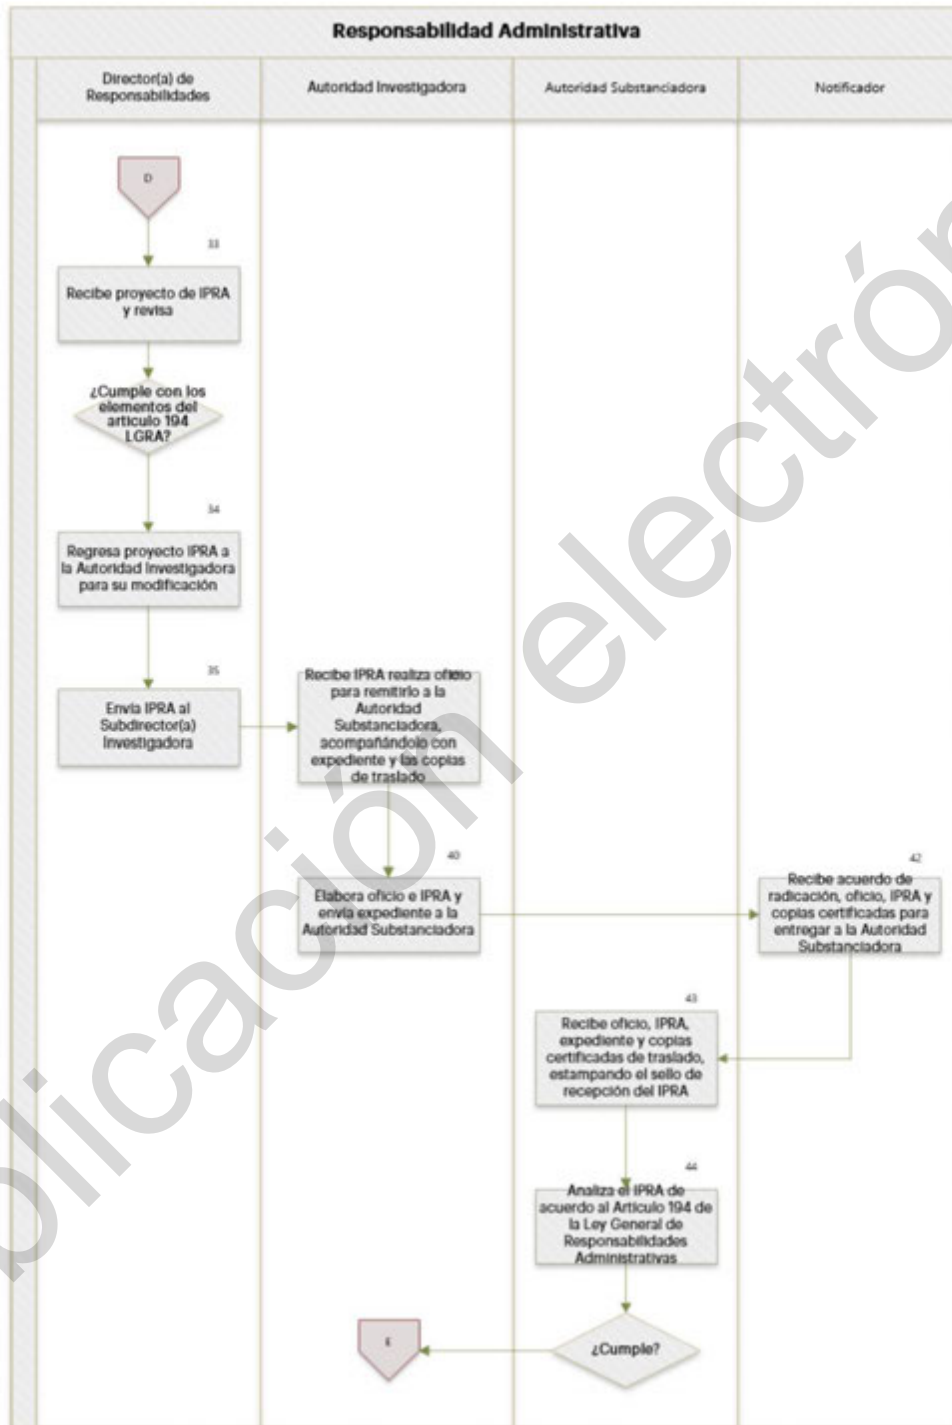 Responsabilidad Administrativa
Director(a) de
Responsabilidades
Autoridad Investigadora
Autoridad Substanciadora
Notificador
D
33
Recibe proyecto de IPRA
y revisa
¿Cumple con los
elementos del
artículo 194
LGRA?
34
Regresa proyecto IPRA a
la Autoridad Investigadora
para su modificación
35
Envía IPRA al
Subdirector(a)
Investigadora
Recibe IPRA realiza oficio
para remitirlo a la
Autoridad
Substanciadora,
acompañándolo con
expediente y las copias
de traslado
40
Elabora oficio e IPRA y
envía expediente a la
Autoridad Substanciadora
42
Recibe acuerdo de
radicación, oficio, IPRA y
copias certificadas para
entregar a la Autoridad
Substanciadora
43
Recibe oficio, IPRA,
expediente y copias
certificadas de traslado,
estampando el sello de
recepción del IPRA
44
Analiza el IPRA de
acuerdo al Artículo 194 de
la Ley General de
Responsabilidades
Administrativas
¿Cumple?
E
plicación electrón